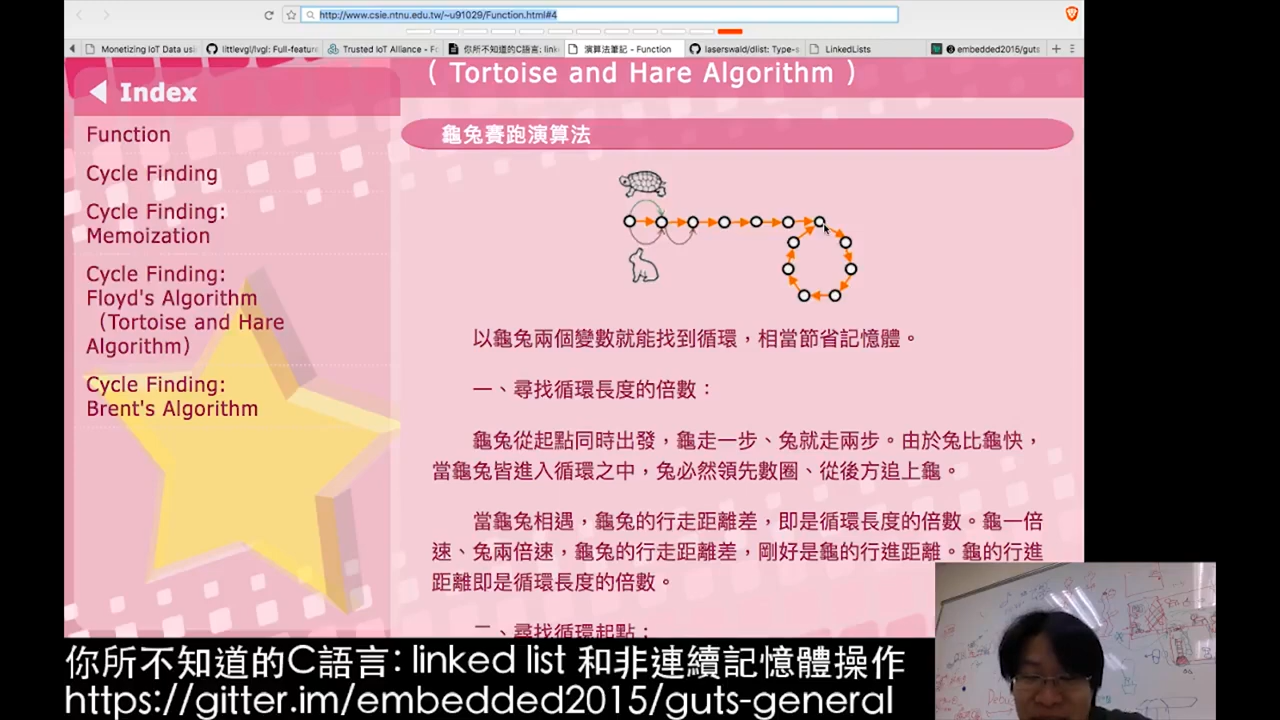 http://www.csie.ntnu.edu.tw/~u91029/Function.html#4
Monetizing IoT Data usi
littlevgl/lvgl: Full-feature
Trusted IoT Alliance - Fo
你所不知道的C語言: link
演算法筆記 - Function
laserswald/dlist: Type-s
LinkedLists
embedded2015/guts
Index
Function
Cycle Finding
Cycle Finding:
Memoization
Cycle Finding:
Floyd's Algorithm
(Tortoise and Hare
Algorithm)
Cycle Finding:
Brent's Algorithm
( Tortoise and Hare Algorithm )
龜兔賽跑演算法
以龜兔兩個變數就能找到循環，相當節省記憶體。
一、尋找循環長度的倍數：
龜兔從起點同時出發，龜走一步、兔就走兩步。由於兔比龜快，
當龜兔皆進入循環之中，兔必然領先數圈、從後方追上龜。
當龜兔相遇，龜兔的行走距離差，即是循環長度的倍數。龜一倍
速、兔兩倍速，龜兔的行走距離差，剛好是龜的行進距離。龜的行進
距離即是循環長度的倍數。
二、尋找循環起點：
你所不知道的C語言: linked list 和非連續記憶體操作
https://gitter.im/embedded2015/guts-general